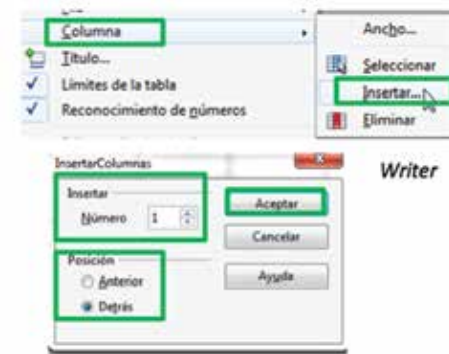 Columna
Ancho...
Título...
Seleccionar
Límites de la tabla
Insertar...
Reconocimiento de números
Eliminar
Writer
InsertarColumnas
Insertar
Número 1
Aceptar
Cancelar
Posición
Anterior
Ayuda
Detrás